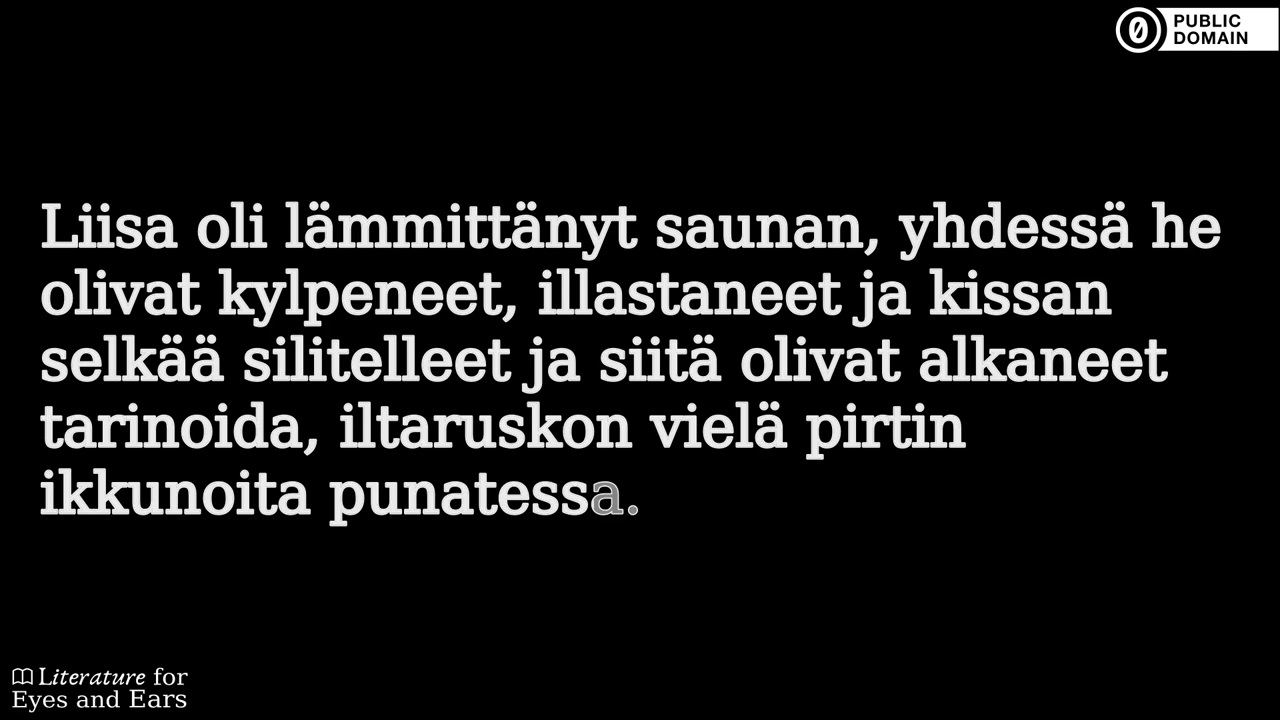 PUBLIC
DOMAIN
Liisa oli lämmittänyt saunan, yhdessä he
olivat kylpeneet, illastaneet ja kissan
selkää silitelleet ja siitä olivat alkaneet
tarinoida, iltaruskon vielä pirtin
ikkunoita punatessa.
Literature for
Eyes and Ears